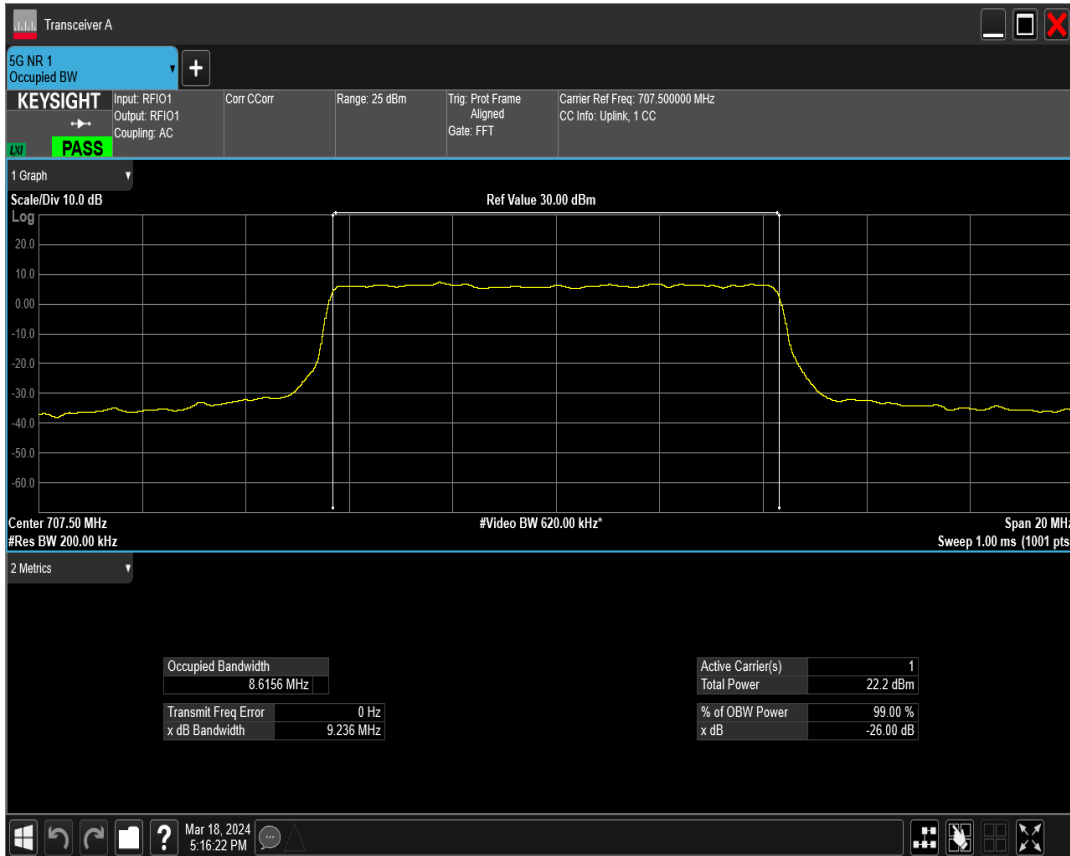 Transceiver A
5G NR 1
Occupied BW
KEYSIGHT
LXI
PASS
Input: RFIO1
Output: RFIO1
Coupling: AC
Corr CCorr
Range: 25 dBm
Trig: Prot Frame
Aligned
Gate: FFT
Carrier Ref Freq: 707.500000 MHz
CC Info: Uplink, 1 CC
1 Graph
Scale/Div 10.0 dB
Ref Value 30.00 dBm
Log
20.0
10.0
0.00
-10.0
-20.0
-30.0
-40.0
-50.0
-60.0
Center 707.50 MHz
#Video BW 620.00 kHz*
Span 20 MHz
#Res BW 200.00 kHz
Sweep 1.00 ms (1001 pts
2 Metrics
Occupied Bandwidth
8.6156 MHz
Transmit Freq Error 0 Hz
x dB Bandwidth 9.236 MHz
Active Carrier(s) 1
Total Power 22.2 dBm
% of OBW Power 99.00 %
x dB -26.00 dB
?
Mar 18, 2024
5:16:22 PM